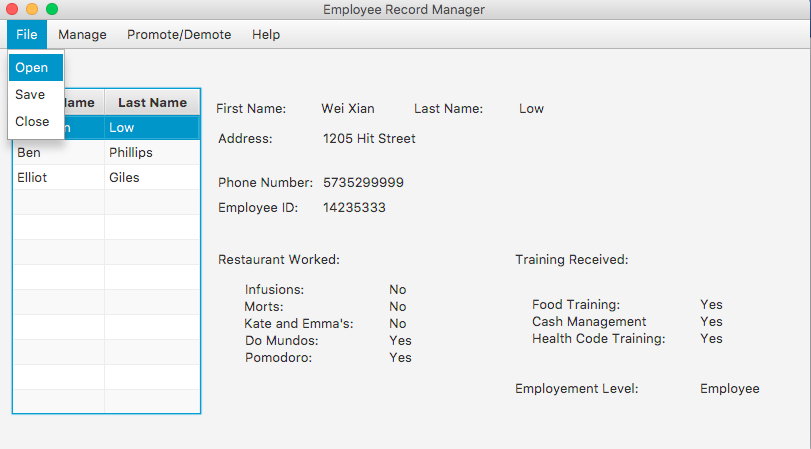 Employee Record Manager
File Manage Promote/Demote Help
Open
Save
Close
Last Name
Low
Ben Phillips
Elliot Giles
First Name: Wei Xian Last Name: Low
Address: 1205 Hit Street
Phone Number: 5735299999
Employee ID: 14235333
Restaurant Worked: Training Received:
Infusions: No
Morts: No
Kate and Emma's: No
Do Mundos: Yes
Pomodoro: Yes
Food Training: Yes
Cash Management Yes
Health Code Training: Yes
Employement Level: Employee